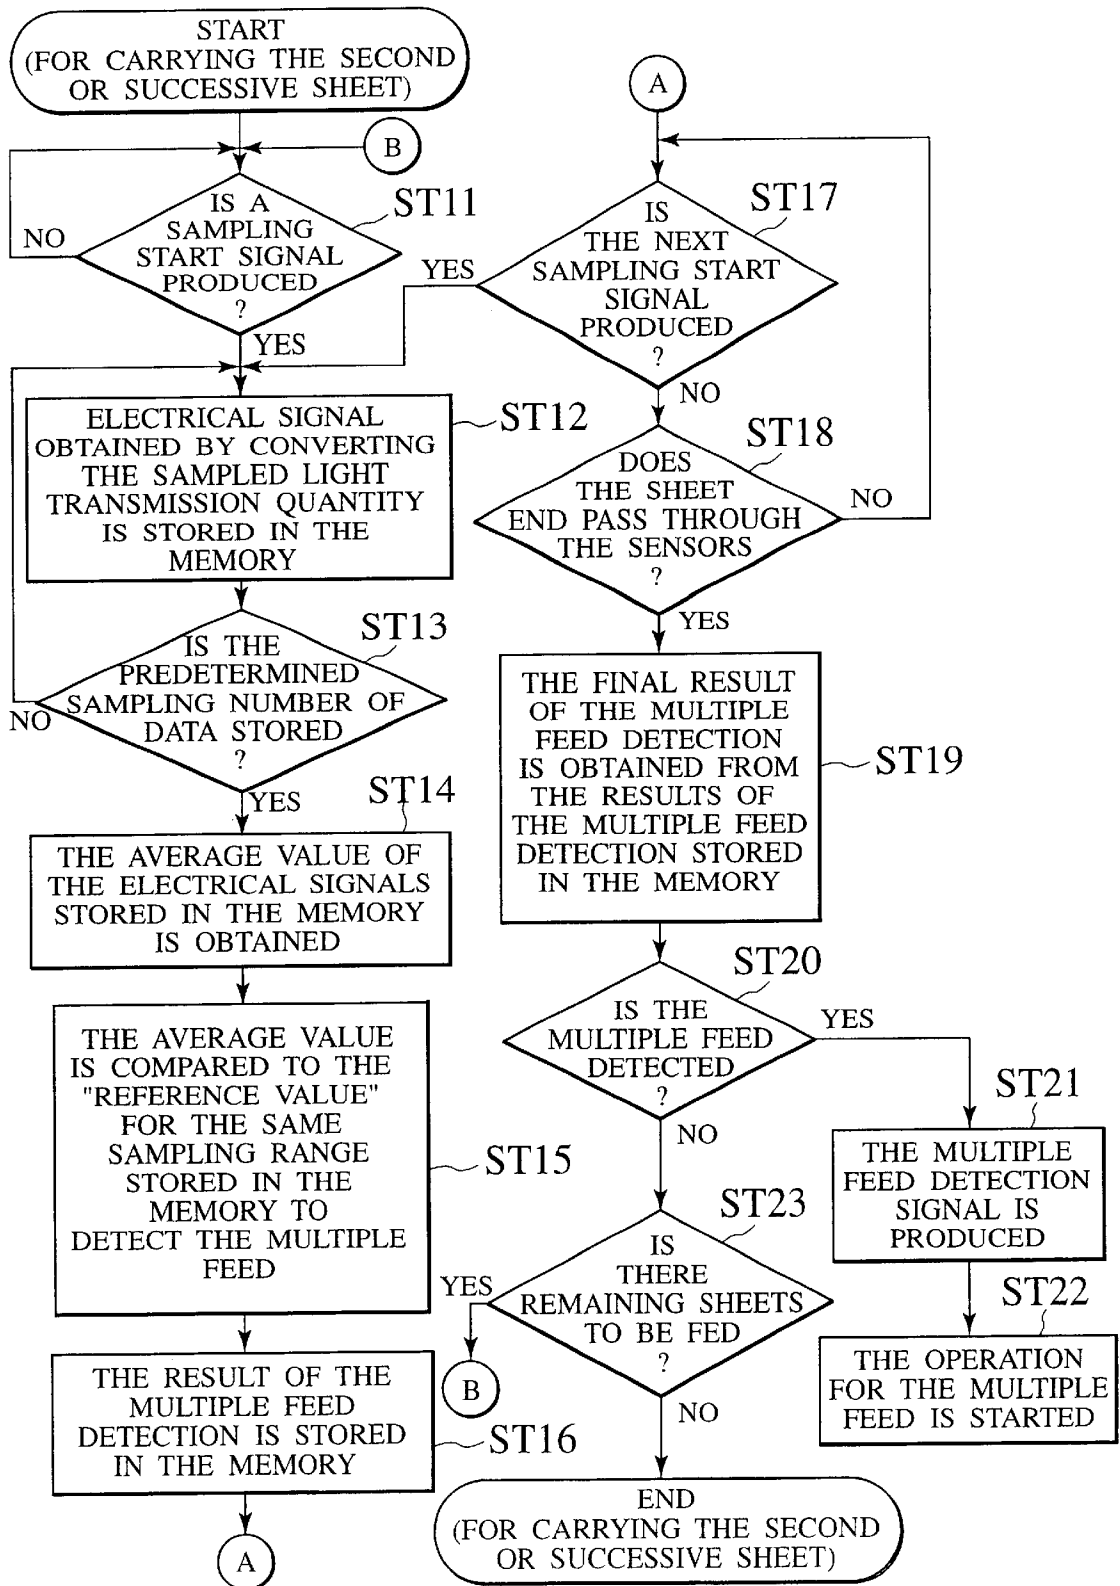 START
(FOR CARRYING THE SECOND
OR SUCCESSIVE SHEET)
B
IS A
SAMPLING
START SIGNAL
PRODUCED
?
ST11
NO
YES
ELECTRICAL SIGNAL
OBTAINED BY CONVERTING
THE SAMPLED LIGHT
TRANSMISSION QUANTITY
IS STORED IN THE
MEMORY
ST12
IS THE
PREDETERMINED
SAMPLING NUMBER OF
DATA STORED
?
ST13
NO
YES
ST14
THE AVERAGE VALUE OF
THE ELECTRICAL SIGNALS
STORED IN THE MEMORY
IS OBTAINED
THE AVERAGE VALUE
IS COMPARED TO THE
"REFERENCE VALUE"
FOR THE SAME
SAMPLING RANGE
STORED IN THE
MEMORY TO
DETECT THE MULTIPLE
FEED
ST15
THE RESULT OF THE
MULTIPLE FEED
DETECTION IS STORED
IN THE MEMORY
ST16
A
A
IS
THE NEXT
SAMPLING START
SIGNAL
PRODUCED
?
ST17
YES
NO
DOES
THE SHEET
END PASS THROUGH
THE SENSORS
?
ST18
NO
YES
THE FINAL RESULT
OF THE MULTIPLE
FEED DETECTION
IS OBTAINED FROM
THE RESULTS OF
THE MULTIPLE FEED
DETECTION STORED
IN THE MEMORY
ST19
IS THE
MULTIPLE FEED
DETECTED
?
ST20
YES
NO
ST21
THE MULTIPLE
FEED DETECTION
SIGNAL IS
PRODUCED
ST22
THE OPERATION
FOR THE MULTIPLE
FEED IS STARTED
IS
THERE
REMAINING SHEETS
TO BE FED
?
ST23
YES
B
NO
END
(FOR CARRYING THE SECOND
OR SUCCESSIVE SHEET)